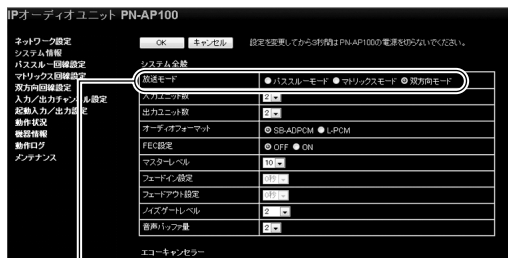 IPオーディオユニット PN-AP100
ネットワーク設定
システム情報
パススルー回線設定
マトリックス回線設定
双方向回線設定
入力/出力チャンネル設定
起動入力/出力設定
動作状況
機器情報
動作ログ
メンテナンス
OK キャンセル 設定を変更してから3秒間はPN-AP100の電源を切らないでください。
システム全般
放送モード パススルーモード マトリックスモード 双方向モード
入力ユニット数 2
出力ユニット数 2
オーディオフォーマット SB-ADPCM L-PCM
FEC設定 OFF ON
マスターレベル 10
フェードイン設定 0秒
フェードアウト設定 0秒
ノイズゲートレベル 2
音声バッファ量 2
エコーキャンセラー